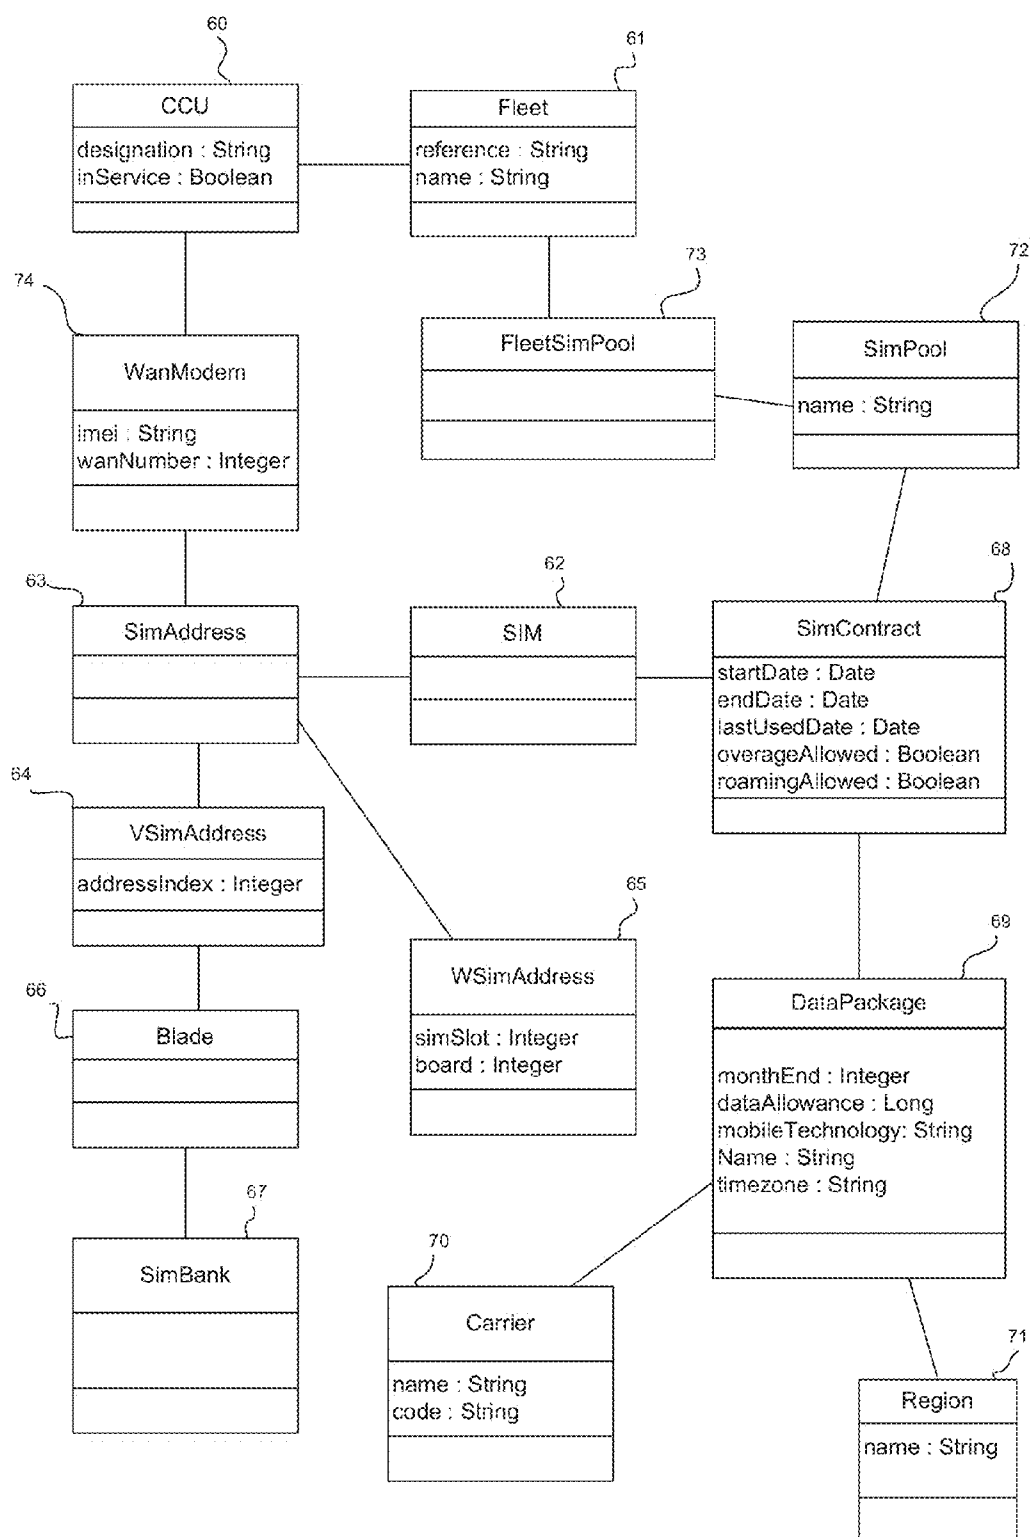 60
CCU
designation : String
inService : Boolean
61
Fleet
reference : String
name : String
74
WanModem
imei : String
wanNumber : Integer
73
FleetSimPool
72
SimPool
name : String
63
SimAddress
62
SIM
68
SimContract
startDate : Date
endDate : Date
lastUsedDate : Date
overageAllowed : Boolean
roamingAllowed : Boolean
64
VSimAddress
addressIndex : Integer
65
WSimAddress
simSlot : Integer
board : Integer
69
DataPackage
monthEnd : Integer
dataAllowance : Long
mobileTechnology: String
Name : String
timezone : String
66
Blade
67
SimBank
70
Carrier
name : String
code : String
71
Region
name : String